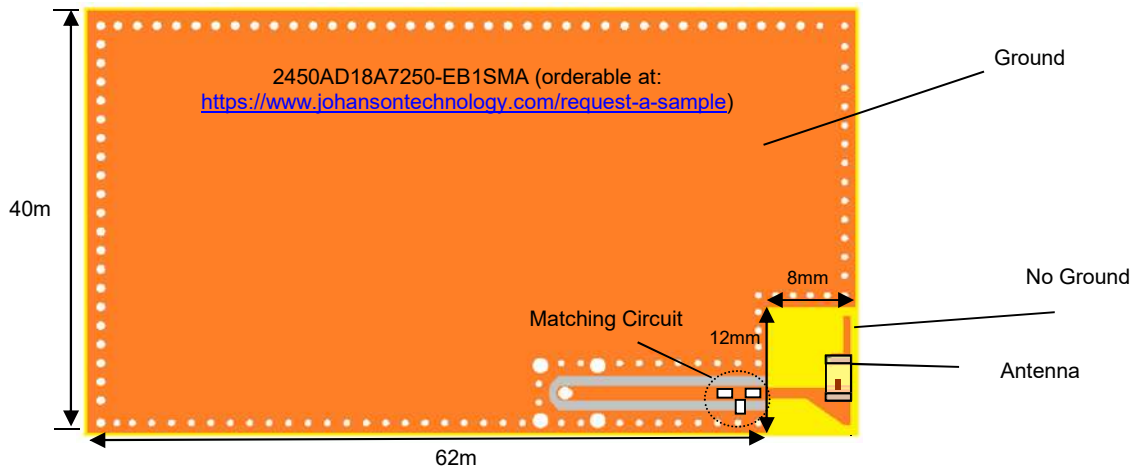 2450AD18A7250-EB1SMA (orderable at:
https://www.johansontechnology.com/request-a-sample)
Ground
40m
8mm
No Ground
Matching Circuit
12mm
Antenna
62m